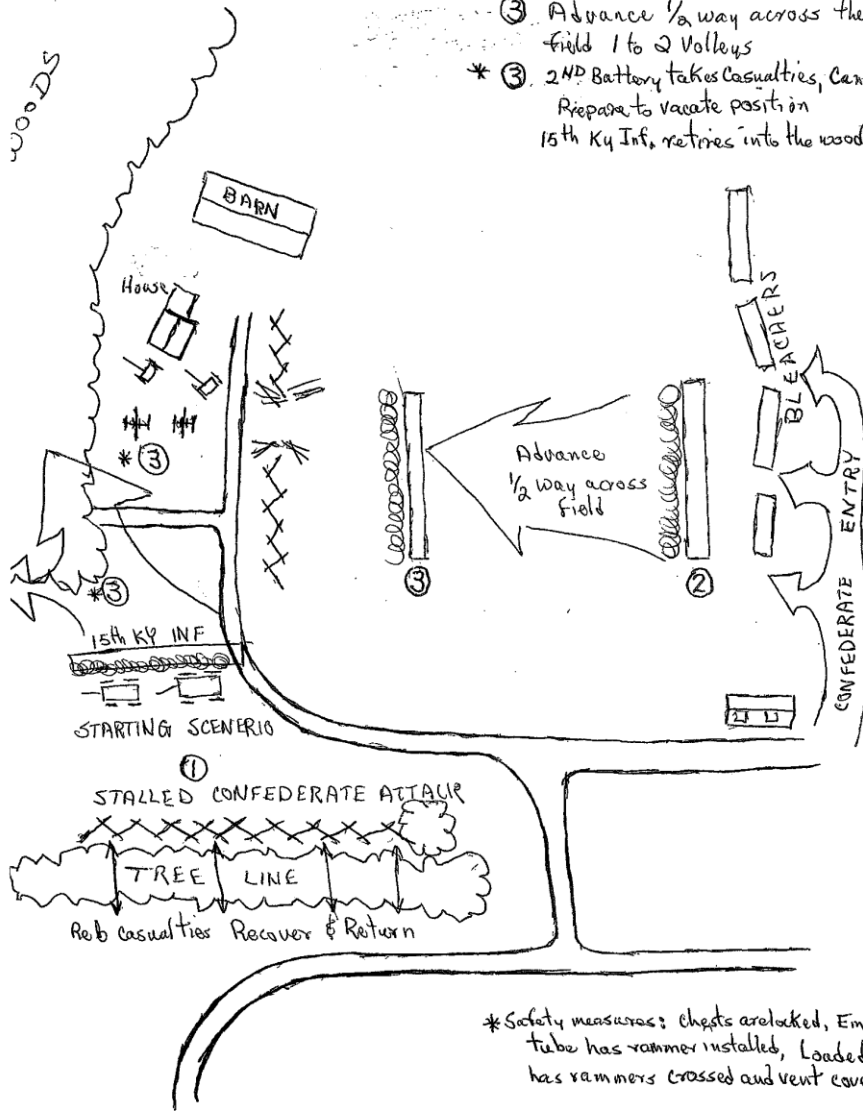 ③ Advance ½ way across the
field 1 to 2 Volleys
* ③ 2ND Battery takes Casualties,
Prepare to vacate position
15th Ky Inf. retires into the wood
WOODS
BARN
House
BLEACHERS
Advance
½ way across
field
* ③
③
②
CONFEDERATE ENTRY
* ③
15th KY INF
STARTING SCENERIO
①
STALLED CONFEDERATE ATTACK
TREE LINE
Reb casualties Recover & Return
* Safety measures: chests are locked,
tube has rammer installed, Loaded
has rammers crossed and vent